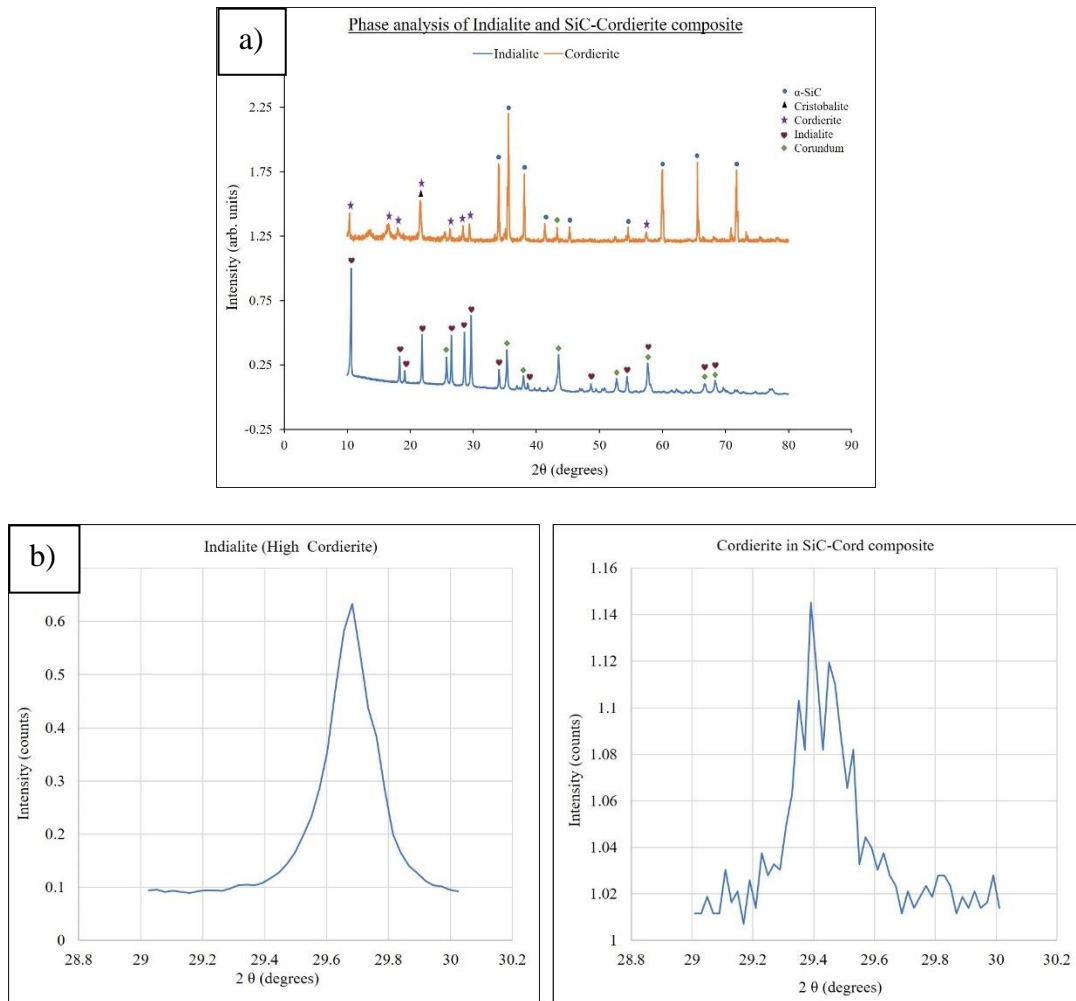 a)
Phase analysis of Indialite and SiC-Cordierite composite
Indialite Cordierite
α-SiC
Cristobalite
Cordierite
Indialite
Corundum
2.25
1.75
1.25
0.75
0.25
-0.25
Intensity (arb. units)
0 10 20 30 40 50 60 70 80 90
2θ (degrees)
b)
Indialite (High Cordierite)
0.6
0.5
0.4
0.3
0.2
0.1
0
Intensity (counts)
28.8 29 29.2 29.4 29.6 29.8 30 30.2
2 θ (degrees)
Cordierite in SiC-Cord composite
1.16
1.14
1.12
1.1
1.08
1.06
1.04
1.02
1
Intensity (counts)
28.8 29 29.2 29.4 29.6 29.8 30 30.2
2 θ (degrees)